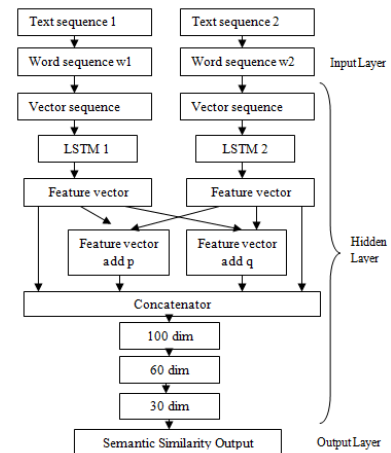 Text sequence 1
Text sequence 2
Word sequence w1
Word sequence w2
Input Layer
Vector sequence
Vector sequence
LSTM 1
LSTM 2
Feature vector
Feature vector
Feature vector
add p
Feature vector
add q
Hidden
Layer
Concatenator
100 dim
60 dim
30 dim
Semantic Similarity Output
Output Layer